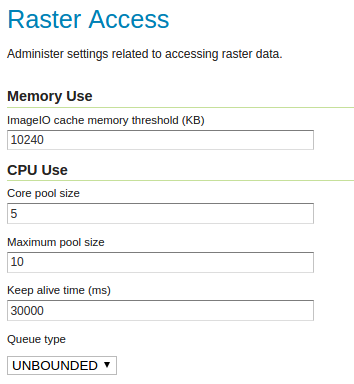 Raster Access
Administer settings related to accessing raster data.
Memory Use
ImageIO cache memory threshold (KB)
10240
CPU Use
Core pool size
5
Maximum pool size
10
Keep alive time (ms)
30000
Queue type
UNBOUNDED